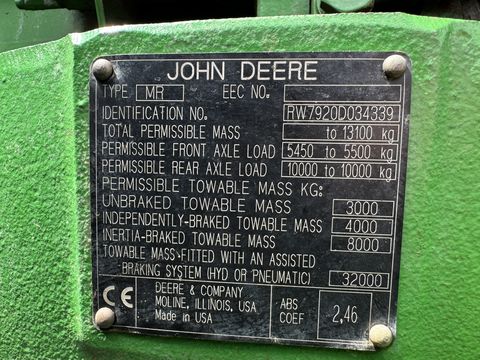 JOHN DEERE
TYPE MR EEC NO.
IDENTIFICATION NO. RW7920D034339
TOTAL PERMISSIBLE MASS to 13100 kg
PERMISSIBLE FRONT AXLE LOAD 5450 to 5500 kg
PERMISSIBLE REAR AXLE LOAD 10000 to 10000 kg
PERMISSIBLE TOWABLE MASS KG:
UNBRAKED TOWABLE MASS 3000
INDEPENDENTLY-BRAKED TOWABLE MASS 4000
INERTIA-BRAKED TOWABLE MASS 8000
TOWABLE MASS-FITTED WITH AN ASSISTED
BRAKING SYSTEM (HYD OR PNEUMATIC) 32000
CE
DEERE & COMPANY
MOLINE, ILLINOIS, USA
Made in USA
ABS
COEF
2,46